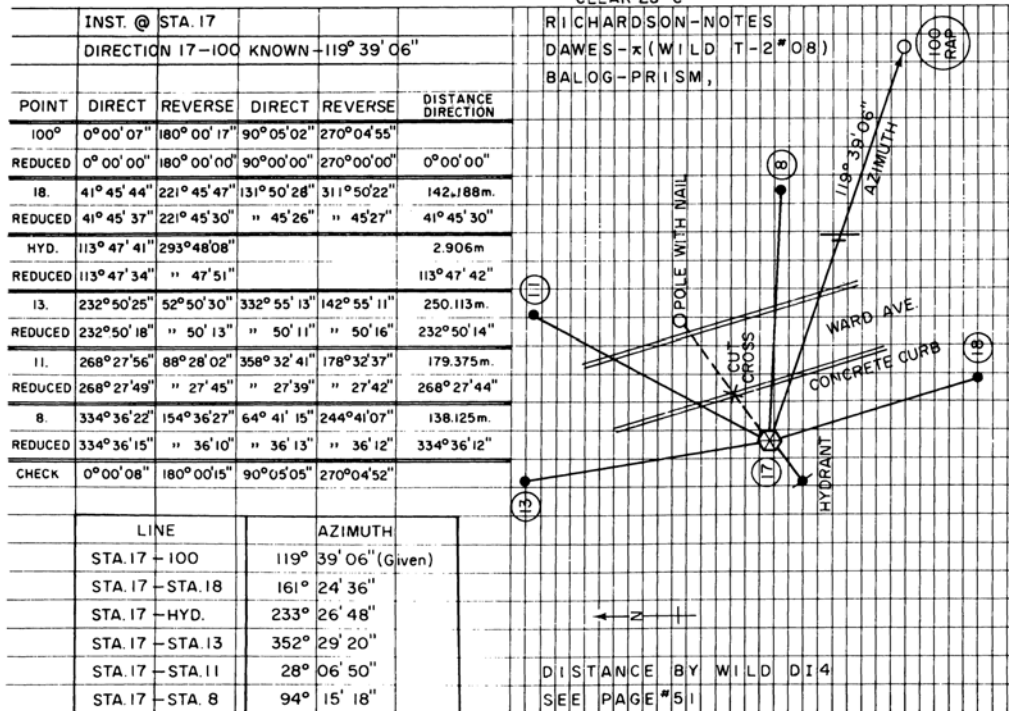 CLEAR 25°C
INST. @ STA. 17
DIRECTION 17-100 KNOWN-119° 39' 06"
POINT DIRECT REVERSE DIRECT REVERSE DISTANCE DIRECTION
100° 0°00'07" 180°00'17" 90°05'02" 270°04'55"
REDUCED 0°00'00" 180°00'00" 90°00'00" 270°00'00" 0°00'00"
18. 41°45'44" 221°45'47" 131°50'28" 311°50'22" 142.188m.
REDUCED 41°45'37" 221°45'30" " 45'26" " 45'27" 41°45'30"
HYD. 113°47'41" 293°48'08" 2.906m
REDUCED 113°47'34" " 47'51" 113°47'42"
13. 232°50'25" 52°50'30" 332°55'13" 142°55'11" 250.113m.
REDUCED 232°50'18" " 50'13" " 50'11" " 50'16" 232°50'14"
11. 268°27'56" 88°28'02" 358°32'41" 178°32'37" 179.375m.
REDUCED 268°27'49" " 27'45" " 27'39" " 27'42" 268°27'44"
8. 334°36'22" 154°36'27" 64°41'15" 244°41'07" 138.125m.
REDUCED 334°36'15" " 36'10" " 36'13" " 36'12" 334°36'12"
CHECK 0°00'08" 180°00'15" 90°05'05" 270°04'52"
LINE AZIMUTH
STA.17-100 119° 39'06" (Given)
STA.17-STA.18 161° 24'36"
STA.17-HYD. 233° 26'48"
STA.17-STA.13 352° 29'20"
STA.17-STA.11 28° 06'50"
STA.17-STA. 8 94° 15'18"
RICHARDSON-NOTES
DAWES-⊼(WILD T-2 #08)
BALOG-PRISM,
100 RAP
119° 39'06"
AZIMUTH
8
POLE WITH NAIL
11
WARD AVE.
CUT CROSS
CONCRETE CURB
18
17
HYDRANT
13
N
DISTANCE BY WILD DI4
SEE PAGE #51